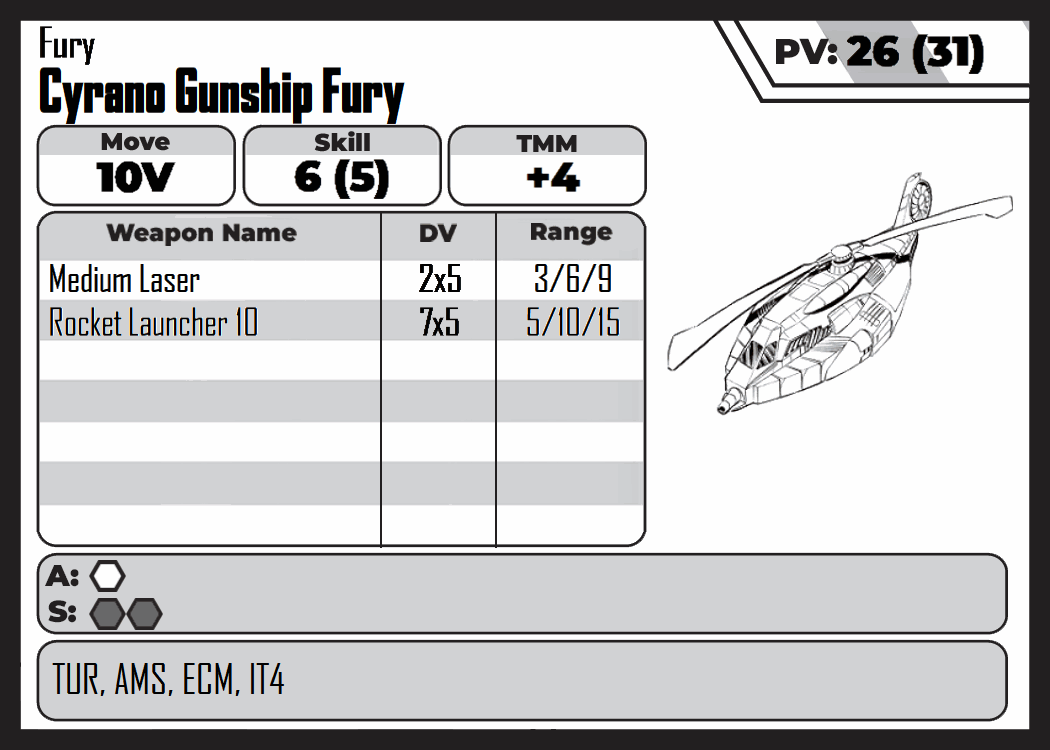 Fury
Cyrano Gunship Fury
PV: 26 (31)
Move Skill TMM
10V 6 (5) +4
Weapon Name DV Range
Medium Laser 2x5 3/6/9
Rocket Launcher 10 7x5 5/10/15
A:
S:
TUR, AMS, ECM, IT4